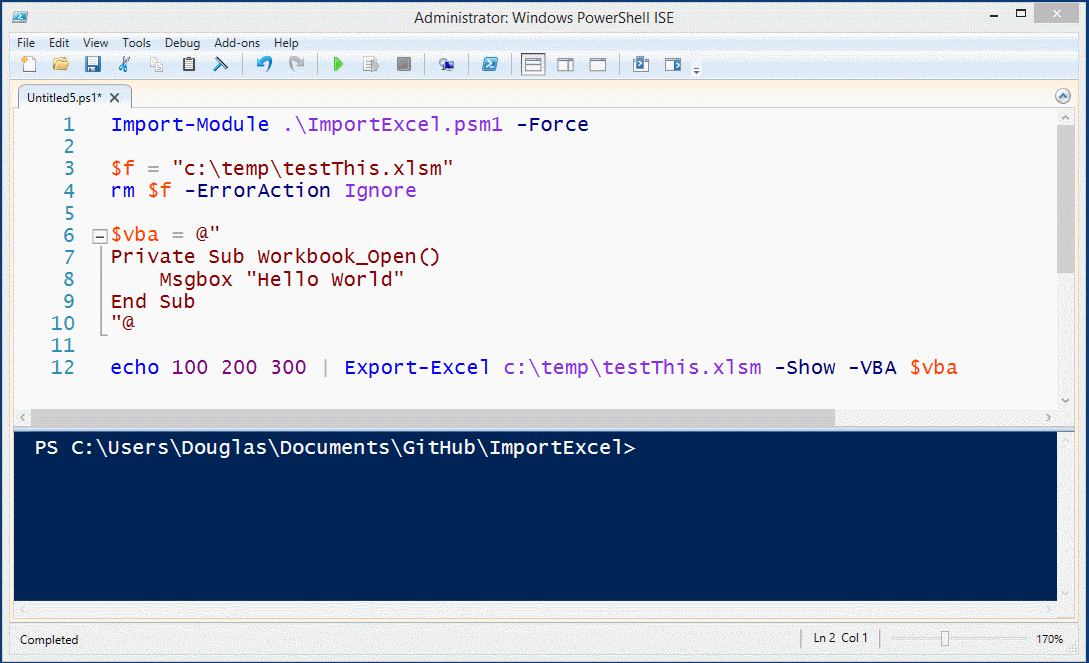 Administrator: Windows PowerShell ISE
File Edit View Tools Debug Add-ons Help
Untitled5.ps1* X
1 Import-Module .\ImportExcel.psm1 -Force
2
3 $f = "c:\temp\testThis.xlsm"
4 rm $f -ErrorAction Ignore
5
6 $vba = @"
7 Private Sub Workbook_Open()
8     Msgbox "Hello World"
9 End Sub
10 "@
11
12 echo 100 200 300 | Export-Excel c:\temp\testThis.xlsm -Show -VBA $vba
PS C:\Users\Douglas\Documents\GitHub\ImportExcel>
Completed Ln 2 Col 1 170%